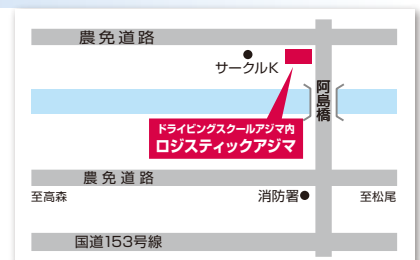 農免道路
サークルK
阿島橋
ドライビングスクールアジマ内
ロジスティックアジマ
農免道路
至高森
消防署
至松尾
国道153号線